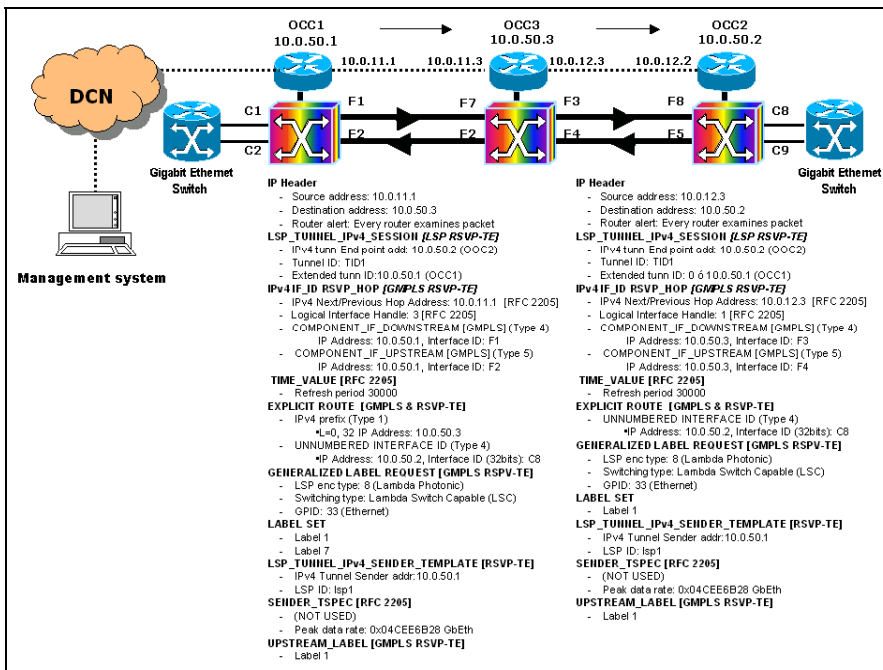 OCC1
10.0.50.1
OCC3
10.0.50.3
OCC2
10.0.50.2
10.0.11.1
10.0.11.3
10.0.12.3
10.0.12.2
DCN
C1
C2
F1
F2
F7
F2
F3
F4
F8
F5
C8
C9
Gigabit Ethernet
Switch
Gigabit Ethernet
Switch
Management system
IP Header
- Source address: 10.0.11.1
- Destination address: 10.0.50.3
- Router alert: Every router examines packet
LSP_TUNNEL_IPv4_SESSION [LSP RSVP-TE]
- IPv4 tunn End point add: 10.0.50.2 (OOC2)
- Tunnel ID: TID1
- Extended tunn ID:10.0.50.1 (OCC1)
IPv4 IF_ID RSVP_HOP [GMPLS RSVP-TE]
- IPv4 Next/Previous Hop Address: 10.0.11.1 [RFC 2205]
- Logical Interface Handle: 3 [RFC 2205]
- COMPONENT_IF_DOWNSTREAM [GMPLS] (Type 4)
IP Address: 10.0.50.1, Interface ID: F1
- COMPONENT_IF_UPSTREAM [GMPLS] (Type 5)
IP Address: 10.0.50.1, Interface ID: F2
TIME_VALUE [RFC 2205]
- Refresh period 30000
EXPLICIT ROUTE [GMPLS & RSVP-TE]
- IPv4 prefix (Type 1)
•L=0, 32 IP Address: 10.0.50.3
- UNNUMBERED INTERFACE ID (Type 4)
•IP Address: 10.0.50.2, Interface ID (32bits): C8
GENERALIZED LABEL REQUEST [GMPLS RSPV-TE]
- LSP enc type: 8 (Lambda Photonic)
- Switching type: Lambda Switch Capable (LSC)
- GPID: 33 (Ethernet)
LABEL SET
- Label 1
- Label 7
LSP_TUNNEL_IPv4_SENDER_TEMPLATE [RSVP-TE]
- IPv4 Tunnel Sender addr:10.0.50.1
- LSP ID: lsp1
SENDER_TSPEC [RFC 2205]
- (NOT USED)
- Peak data rate: 0x04CEE6B28 GbEth
UPSTREAM_LABEL [GMPLS RSVP-TE]
- Label 1
IP Header
- Source address: 10.0.12.3
- Destination address: 10.0.50.2
- Router alert: Every router examines packet
LSP_TUNNEL_IPv4_SESSION [LSP RSVP-TE]
- IPv4 tunn End point add: 10.0.50.2 (OOC2)
- Tunnel ID: TID1
- Extended tunn ID: 0 ó 10.0.50.1 (OCC1)
IPv4 IF_ID RSVP_HOP [GMPLS RSVP-TE]
- IPv4 Next/Previous Hop Address: 10.0.12.3 [RFC 2205]
- Logical Interface Handle: 1 [RFC 2205]
- COMPONENT_IF_DOWNSTREAM [GMPLS] (Type 4)
IP Address: 10.0.50.3, Interface ID: F3
- COMPONENT_IF_UPSTREAM [GMPLS] (Type 5)
IP Address: 10.0.50.3, Interface ID: F4
TIME_VALUE [RFC 2205]
- Refresh period 30000
EXPLICIT ROUTE [GMPLS & RSVP-TE]
- UNNUMBERED INTERFACE ID (Type 4)
•IP Address: 10.0.50.2, Interface ID (32bits): C8
GENERALIZED LABEL REQUEST [GMPLS RSPV-TE]
- LSP enc type: 8 (Lambda Photonic)
- Switching type: Lambda Switch Capable (LSC)
- GPID: 33 (Ethernet)
LABEL SET
- Label 1
LSP_TUNNEL_IPv4_SENDER_TEMPLATE [RSVP-TE]
- IPv4 Tunnel Sender addr:10.0.50.1
- LSP ID: lsp1
SENDER_TSPEC [RFC 2205]
- (NOT USED)
- Peak data rate: 0x04CEE6B28 GbEth
UPSTREAM_LABEL [GMPLS RSVP-TE]
- Label 1